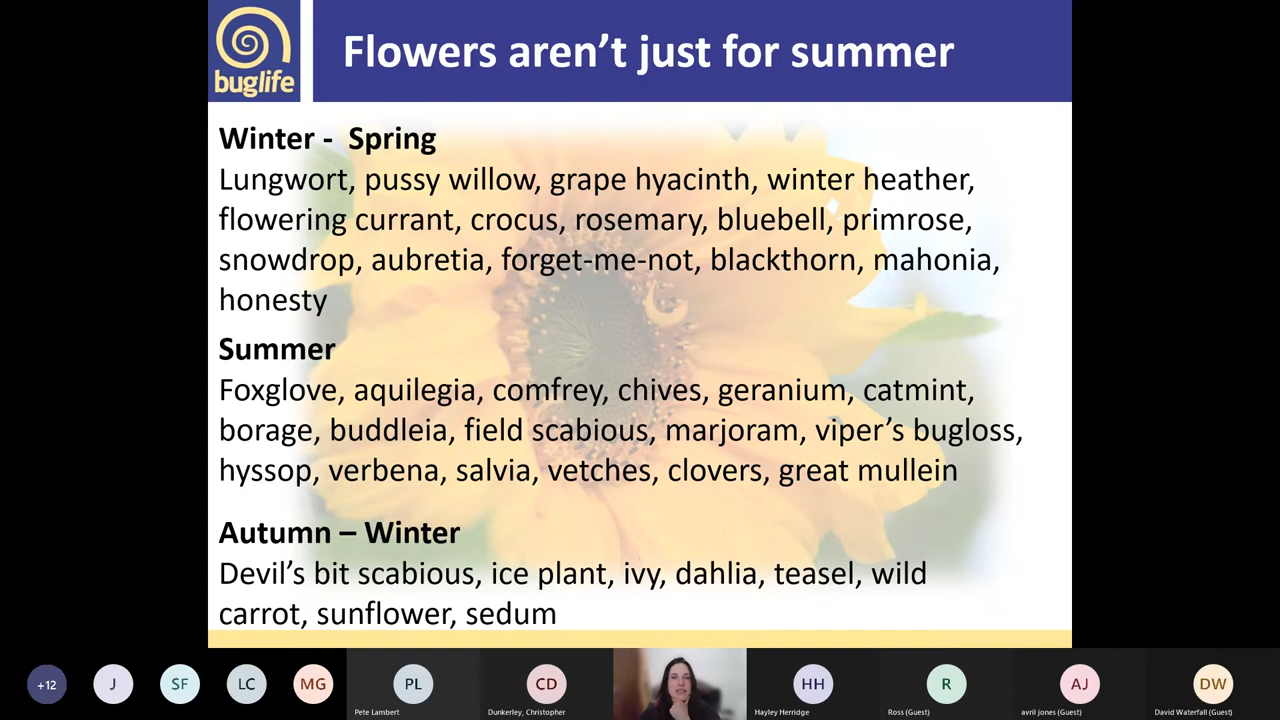 buglife
Flowers aren’t just for summer
Winter - Spring
Lungwort, pussy willow, grape hyacinth, winter heather,
flowering currant, crocus, rosemary, bluebell, primrose,
snowdrop, aubretia, forget-me-not, blackthorn, mahonia,
honesty
Summer
Foxglove, aquilegia, comfrey, chives, geranium, catmint,
borage, buddleia, field scabious, marjoram, viper’s bugloss,
hyssop, verbena, salvia, vetches, clovers, great mullein
Autumn – Winter
Devil’s bit scabious, ice plant, ivy, dahlia, teasel, wild
carrot, sunflower, sedum
+12 J SF LC MG PL CD HH R AJ DW
Pete Lambert Dunkerley, Christopher Hayley Herridge Ross (Guest) avril jones (Guest) David Waterfall (Guest)